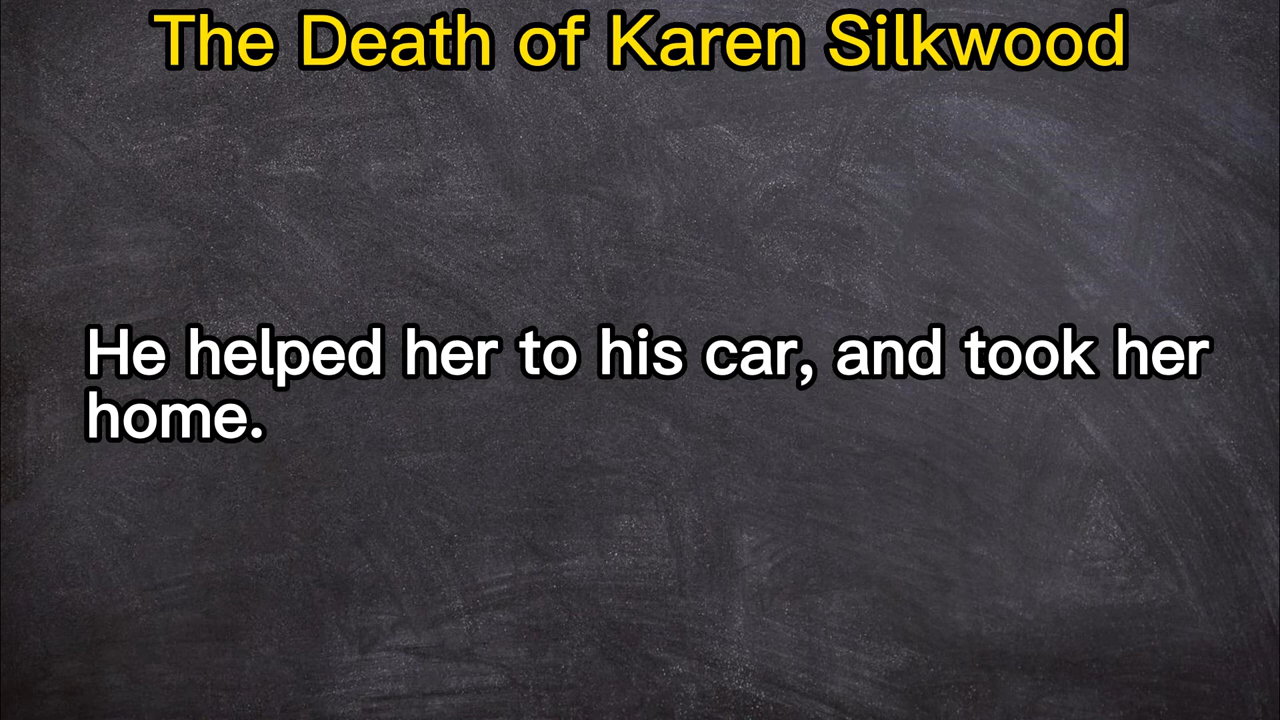 The Death of Karen Silkwood
He helped her to his car, and took her
home.